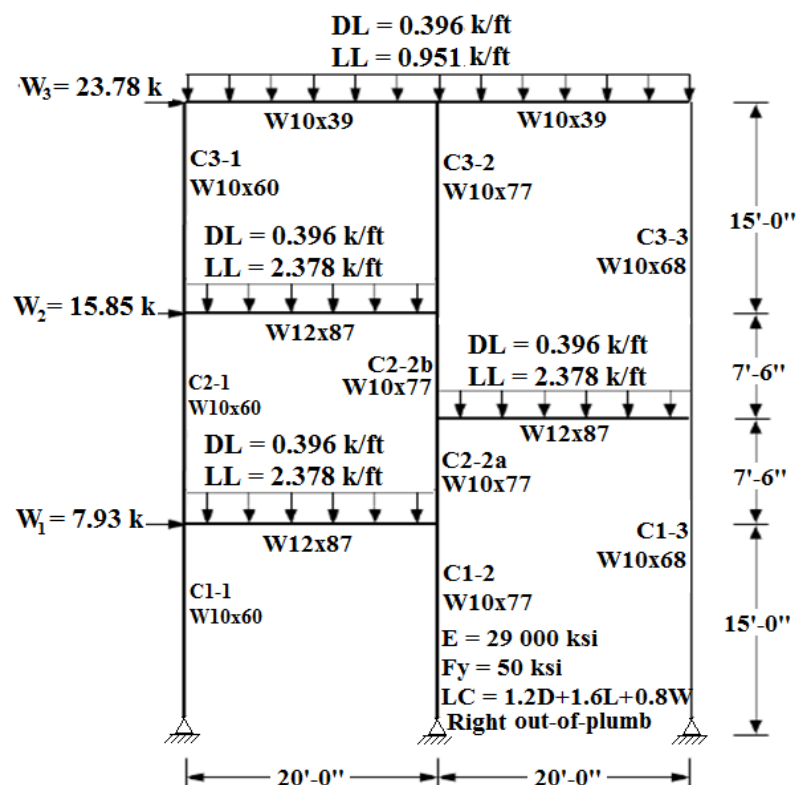 DL = 0.396 k/ft
LL = 0.951 k/ft
W3 = 23.78 k
W10x39
W10x39
C3-1
W10x60
C3-2
W10x77
15'-0"
DL = 0.396 k/ft
LL = 2.378 k/ft
C3-3
W10x68
W2 = 15.85 k
W12x87
DL = 0.396 k/ft
LL = 2.378 k/ft
C2-2b
W10x77
7'-6"
C2-1
W10x60
W12x87
DL = 0.396 k/ft
LL = 2.378 k/ft
C2-2a
W10x77
7'-6"
W1 = 7.93 k
W12x87
C1-3
W10x68
C1-1
W10x60
C1-2
W10x77
15'-0"
E = 29 000 ksi
Fy = 50 ksi
LC = 1.2D+1.6L+0.8W
Right out-of-plumb
20'-0"
20'-0"